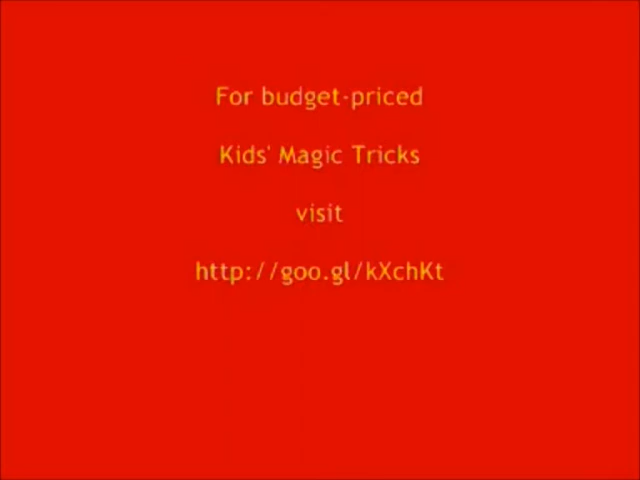 For budget-priced
Kids' Magic Tricks
visit
http://goo.gl/kXchKt